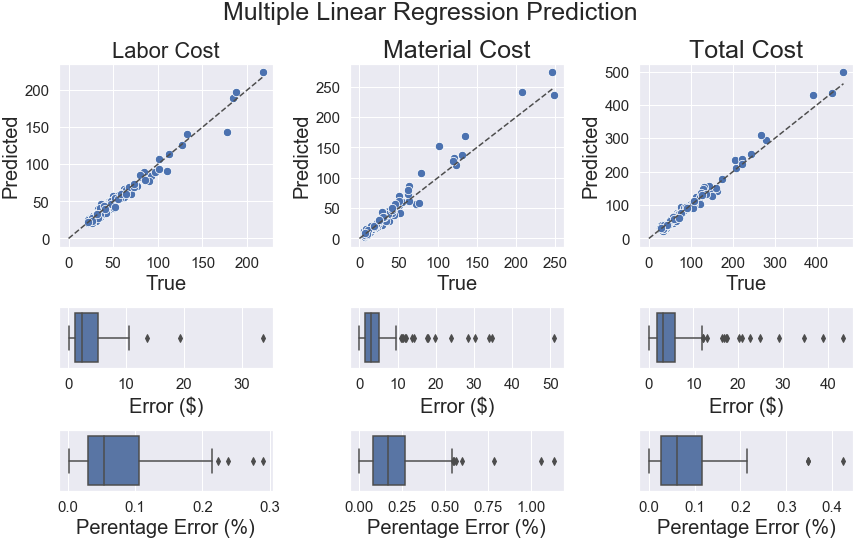 Multiple Linear Regression Prediction
Labor Cost
Material Cost
Total Cost
Predicted
200
150
100
50
0
0 50 100 150 200
True
Predicted
250
200
150
100
50
0
0 50 100 150 200 250
True
Predicted
500
400
300
200
100
0
0 100 200 300 400
True
0 10 20 30
Error ($)
0 10 20 30 40 50
Error ($)
0 10 20 30 40
Error ($)
0.0 0.1 0.2 0.3
Perentage Error (%)
0.00 0.25 0.50 0.75 1.00
Perentage Error (%)
0.0 0.1 0.2 0.3 0.4
Perentage Error (%)